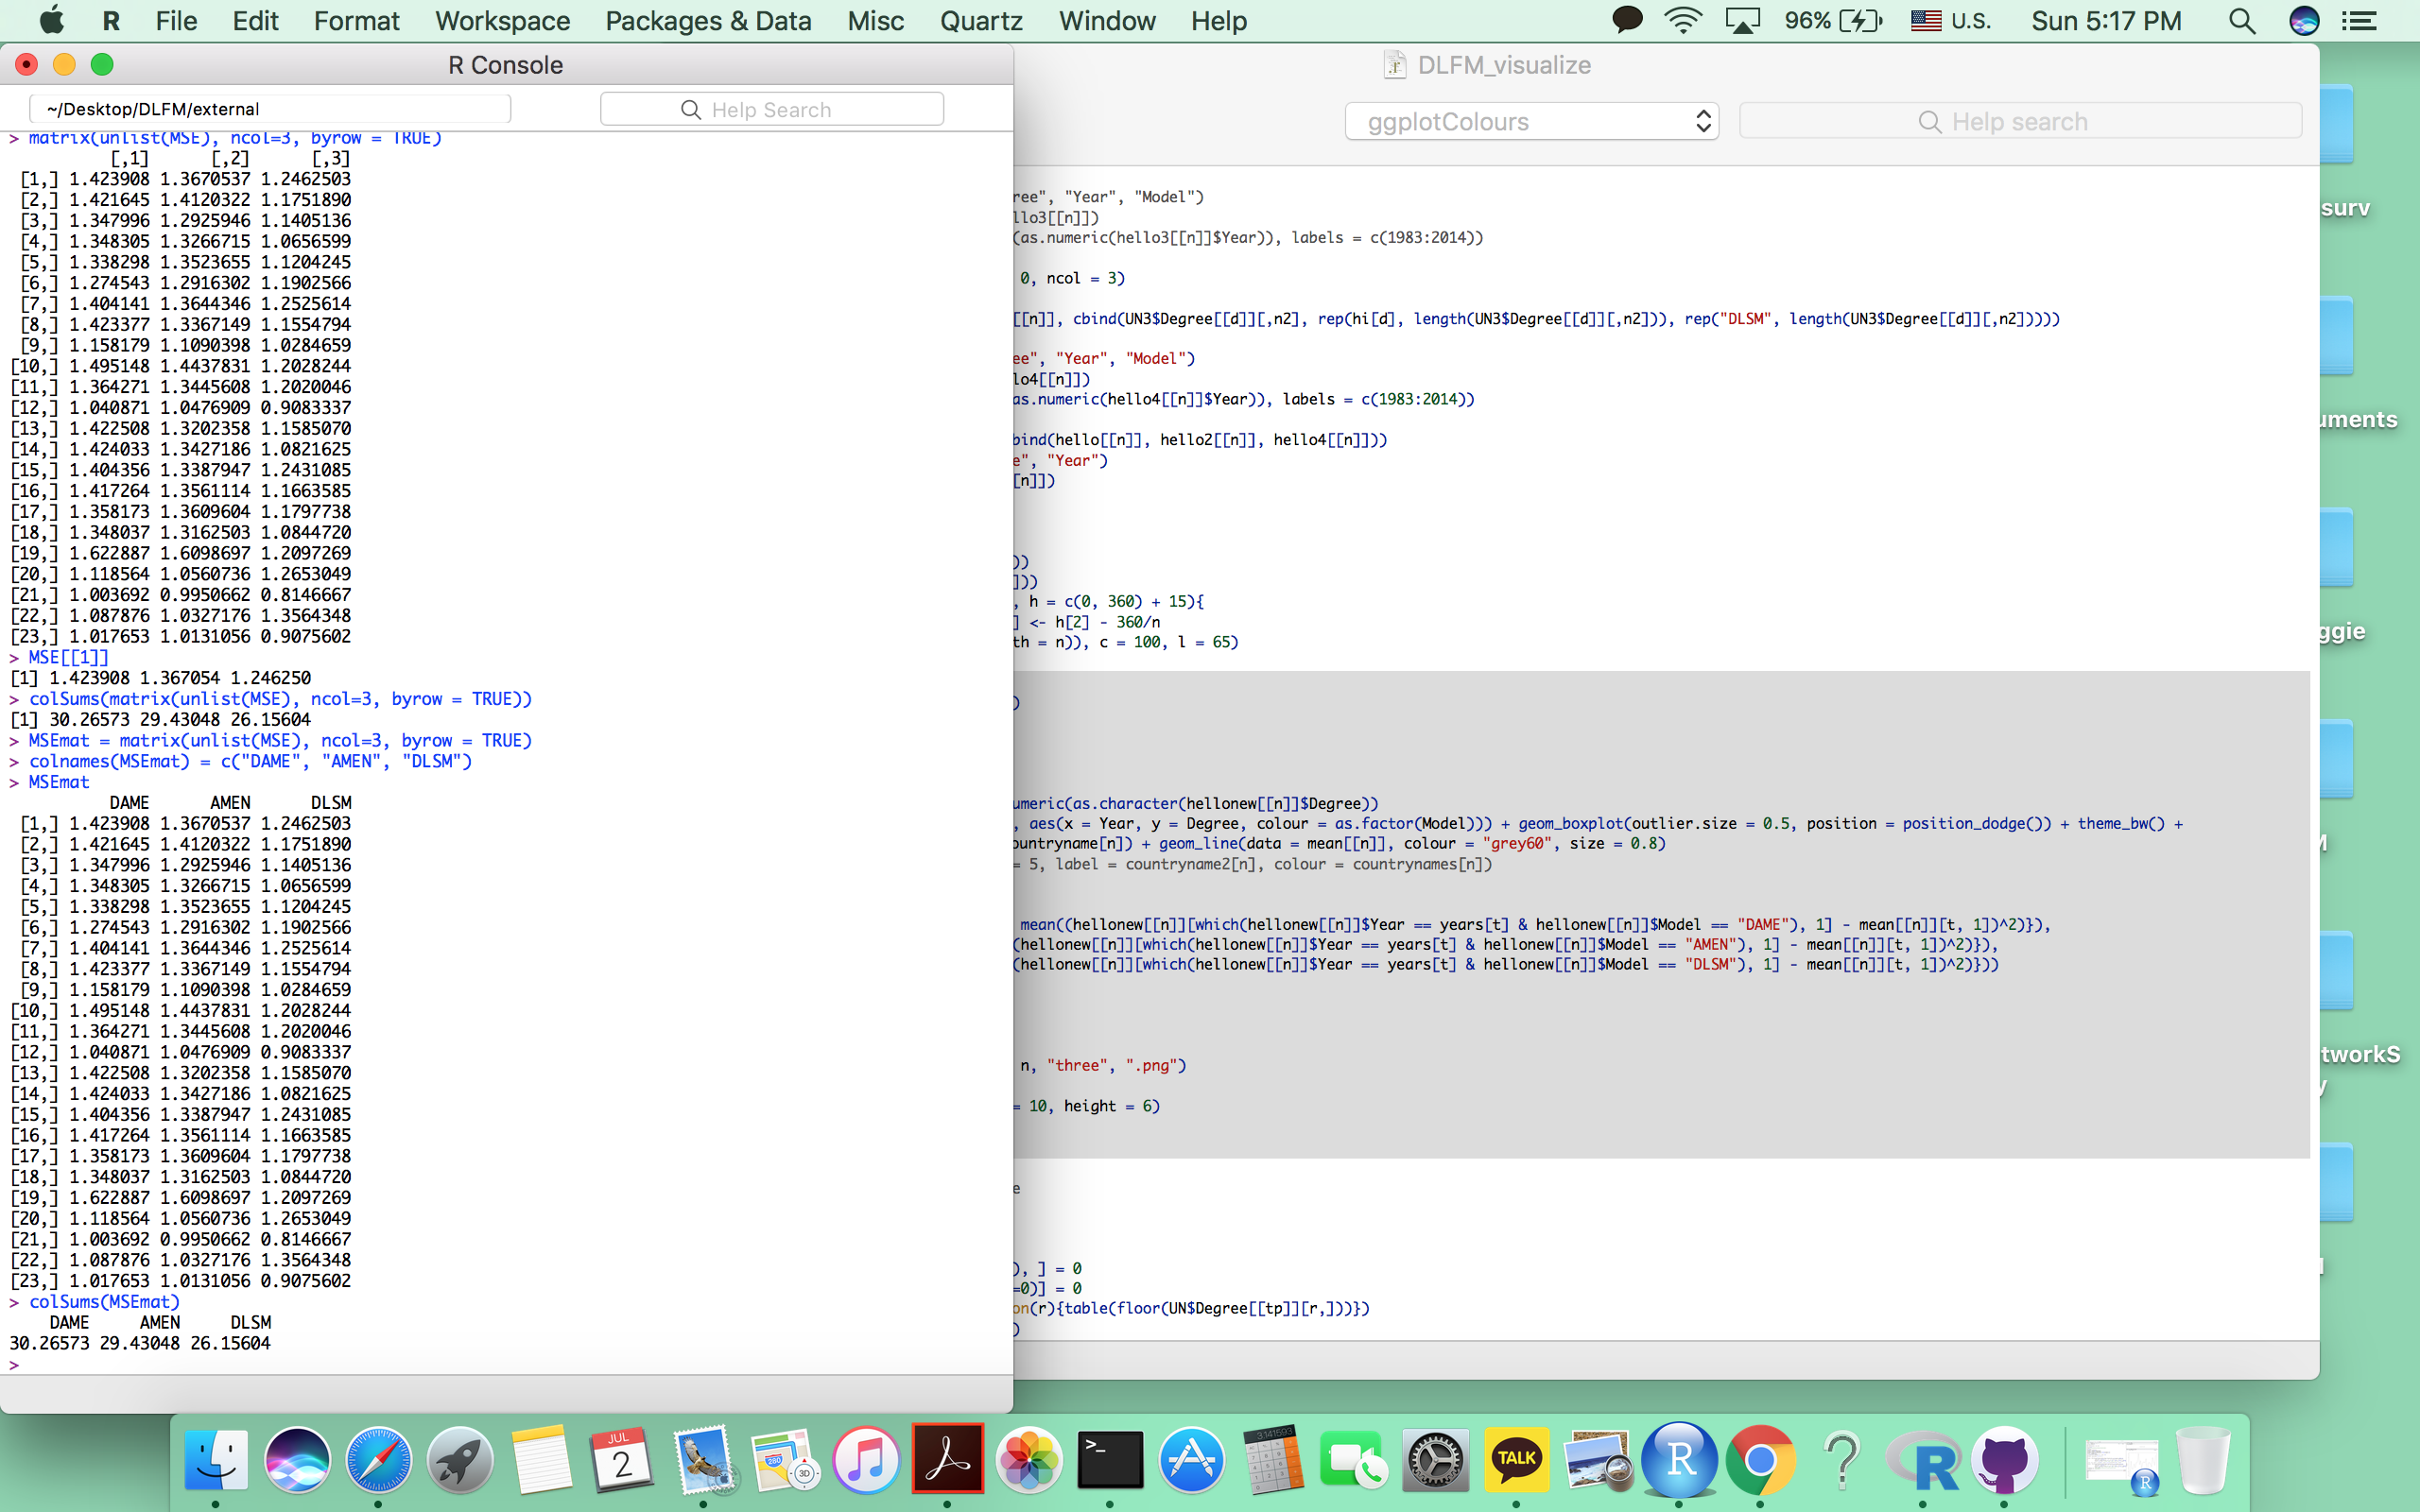 R File Edit Format Workspace Packages & Data Misc Quartz Window Help 96% U.S. Sun 5:17 PM
R Console
~/Desktop/DLFM/external
Help Search
> matrix(unlist(MSE), ncol=3, byrow = TRUE)
[,1] [,2] [,3]
[1,] 1.423908 1.3670537 1.2462503
[2,] 1.421645 1.4120322 1.1751890
[3,] 1.347996 1.2925946 1.1405136
[4,] 1.348305 1.3266715 1.0656599
[5,] 1.338298 1.3523655 1.1204245
[6,] 1.274543 1.2916302 1.1902566
[7,] 1.404141 1.3644346 1.2525614
[8,] 1.423377 1.3367149 1.1554794
[9,] 1.158179 1.1090398 1.0284659
[10,] 1.495148 1.4437831 1.2028244
[11,] 1.364271 1.3445608 1.2020046
[12,] 1.040871 1.0476909 0.9083337
[13,] 1.422508 1.3202358 1.1585070
[14,] 1.424033 1.3427186 1.0821625
[15,] 1.404356 1.3387947 1.2431085
[16,] 1.417264 1.3561114 1.1663585
[17,] 1.358173 1.3609604 1.1797738
[18,] 1.348037 1.3162503 1.0844720
[19,] 1.622887 1.6098697 1.2097269
[20,] 1.118564 1.0560736 1.2653049
[21,] 1.003692 0.9950662 0.8146667
[22,] 1.087876 1.0327176 1.3564348
[23,] 1.017653 1.0131056 0.9075602
> MSE[[1]]
[1] 1.423908 1.367054 1.246250
> colSums(matrix(unlist(MSE), ncol=3, byrow = TRUE))
[1] 30.26573 29.43048 26.15604
> MSEmat = matrix(unlist(MSE), ncol=3, byrow = TRUE)
> colnames(MSEmat) = c("DAME", "AMEN", "DLSM")
> MSEmat
DAME AMEN DLSM
[1,] 1.423908 1.3670537 1.2462503
[2,] 1.421645 1.4120322 1.1751890
[3,] 1.347996 1.2925946 1.1405136
[4,] 1.348305 1.3266715 1.0656599
[5,] 1.338298 1.3523655 1.1204245
[6,] 1.274543 1.2916302 1.1902566
[7,] 1.404141 1.3644346 1.2525614
[8,] 1.423377 1.3367149 1.1554794
[9,] 1.158179 1.1090398 1.0284659
[10,] 1.495148 1.4437831 1.2028244
[11,] 1.364271 1.3445608 1.2020046
[12,] 1.040871 1.0476909 0.9083337
[13,] 1.422508 1.3202358 1.1585070
[14,] 1.424033 1.3427186 1.0821625
[15,] 1.404356 1.3387947 1.2431085
[16,] 1.417264 1.3561114 1.1663585
[17,] 1.358173 1.3609604 1.1797738
[18,] 1.348037 1.3162503 1.0844720
[19,] 1.622887 1.6098697 1.2097269
[20,] 1.118564 1.0560736 1.2653049
[21,] 1.003692 0.9950662 0.8146667
[22,] 1.087876 1.0327176 1.3564348
[23,] 1.017653 1.0131056 0.9075602
> colSums(MSEmat)
DAME AMEN DLSM
30.26573 29.43048 26.15604
>
DLFM_visualize
ggplotColours
Help search
ree", "Year", "Model")
llo3[[n]])
(as.numeric(hello3[[n]]$Year)), labels = c(1983:2014))
0, ncol = 3)
[[n]], cbind(UN3$Degree[[d]][,n2], rep(hi[d], length(UN3$Degree[[d]][,n2])), rep("DLSM", length(UN3$Degree[[d]][,n2]))))
ee", "Year", "Model")
lo4[[n]])
as.numeric(hello4[[n]]$Year)), labels = c(1983:2014))
bind(hello[[n]], hello2[[n]], hello4[[n]]))
e", "Year")
[n]])
))
]))
, h = c(0, 360) + 15){
] <- h[2] - 360/n
th = n)), c = 100, l = 65)
)
umeric(as.character(hellonew[[n]]$Degree))
, aes(x = Year, y = Degree, colour = as.factor(Model))) + geom_boxplot(outlier.size = 0.5, position = position_dodge()) + theme_bw() +
ountryname[n]) + geom_line(data = mean[[n]], colour = "grey60", size = 0.8)
= 5, label = countryname2[n], colour = countrynames[n])
mean((hellonew[[n]][which(hellonew[[n]]$Year == years[t] & hellonew[[n]]$Model == "DAME"), 1] - mean[[n]][t, 1])^2)}),
(hellonew[[n]][which(hellonew[[n]]$Year == years[t] & hellonew[[n]]$Model == "AMEN"), 1] - mean[[n]][t, 1])^2)}),
(hellonew[[n]][which(hellonew[[n]]$Year == years[t] & hellonew[[n]]$Model == "DLSM"), 1] - mean[[n]][t, 1])^2)}))
n, "three", ".png")
= 10, height = 6)
e
), ] = 0
=0)] = 0
on(r){table(floor(UN$Degree[[tp]][r,]))})
)
surv
uments
ggie
M
tworkS
y
JUL
2
280
3D
>_
3.141593
TALK
R
?
R
R